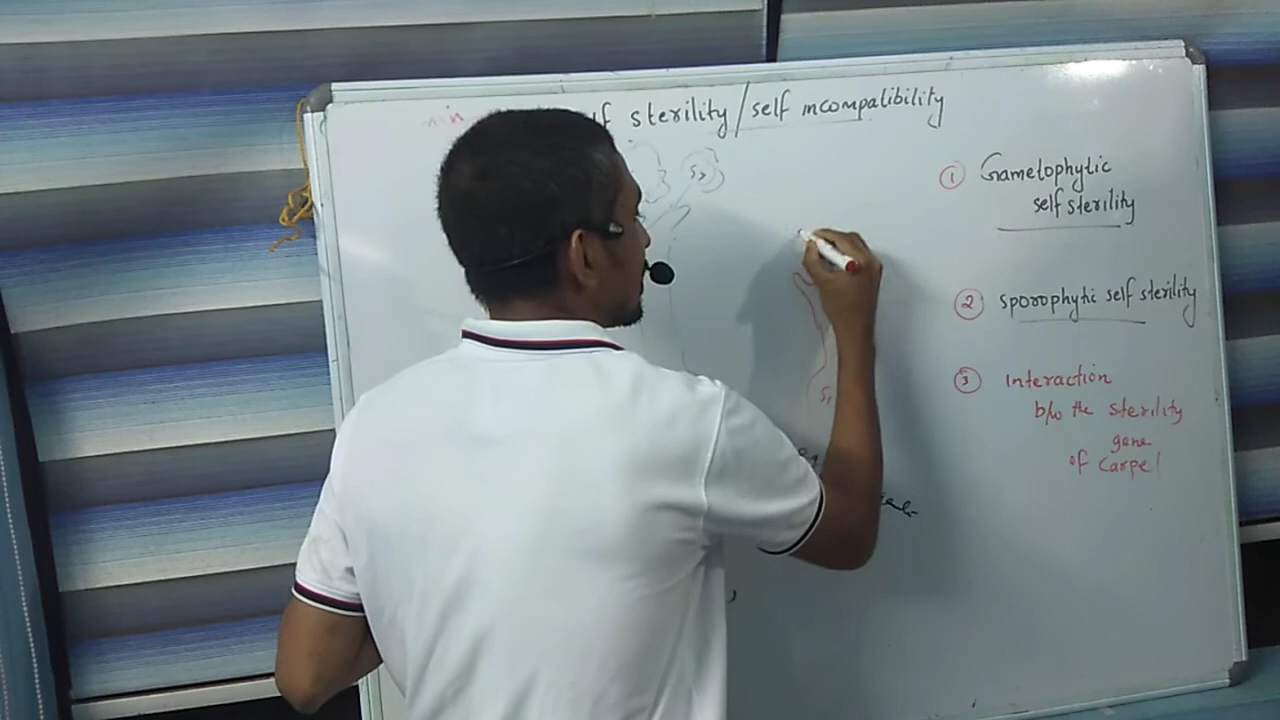 sterility/self incompatibility
S₂
① Gametophytic
self sterility
② sporophytic self sterility
③ Interaction
b/w the sterility
gene
of carpel
S₁